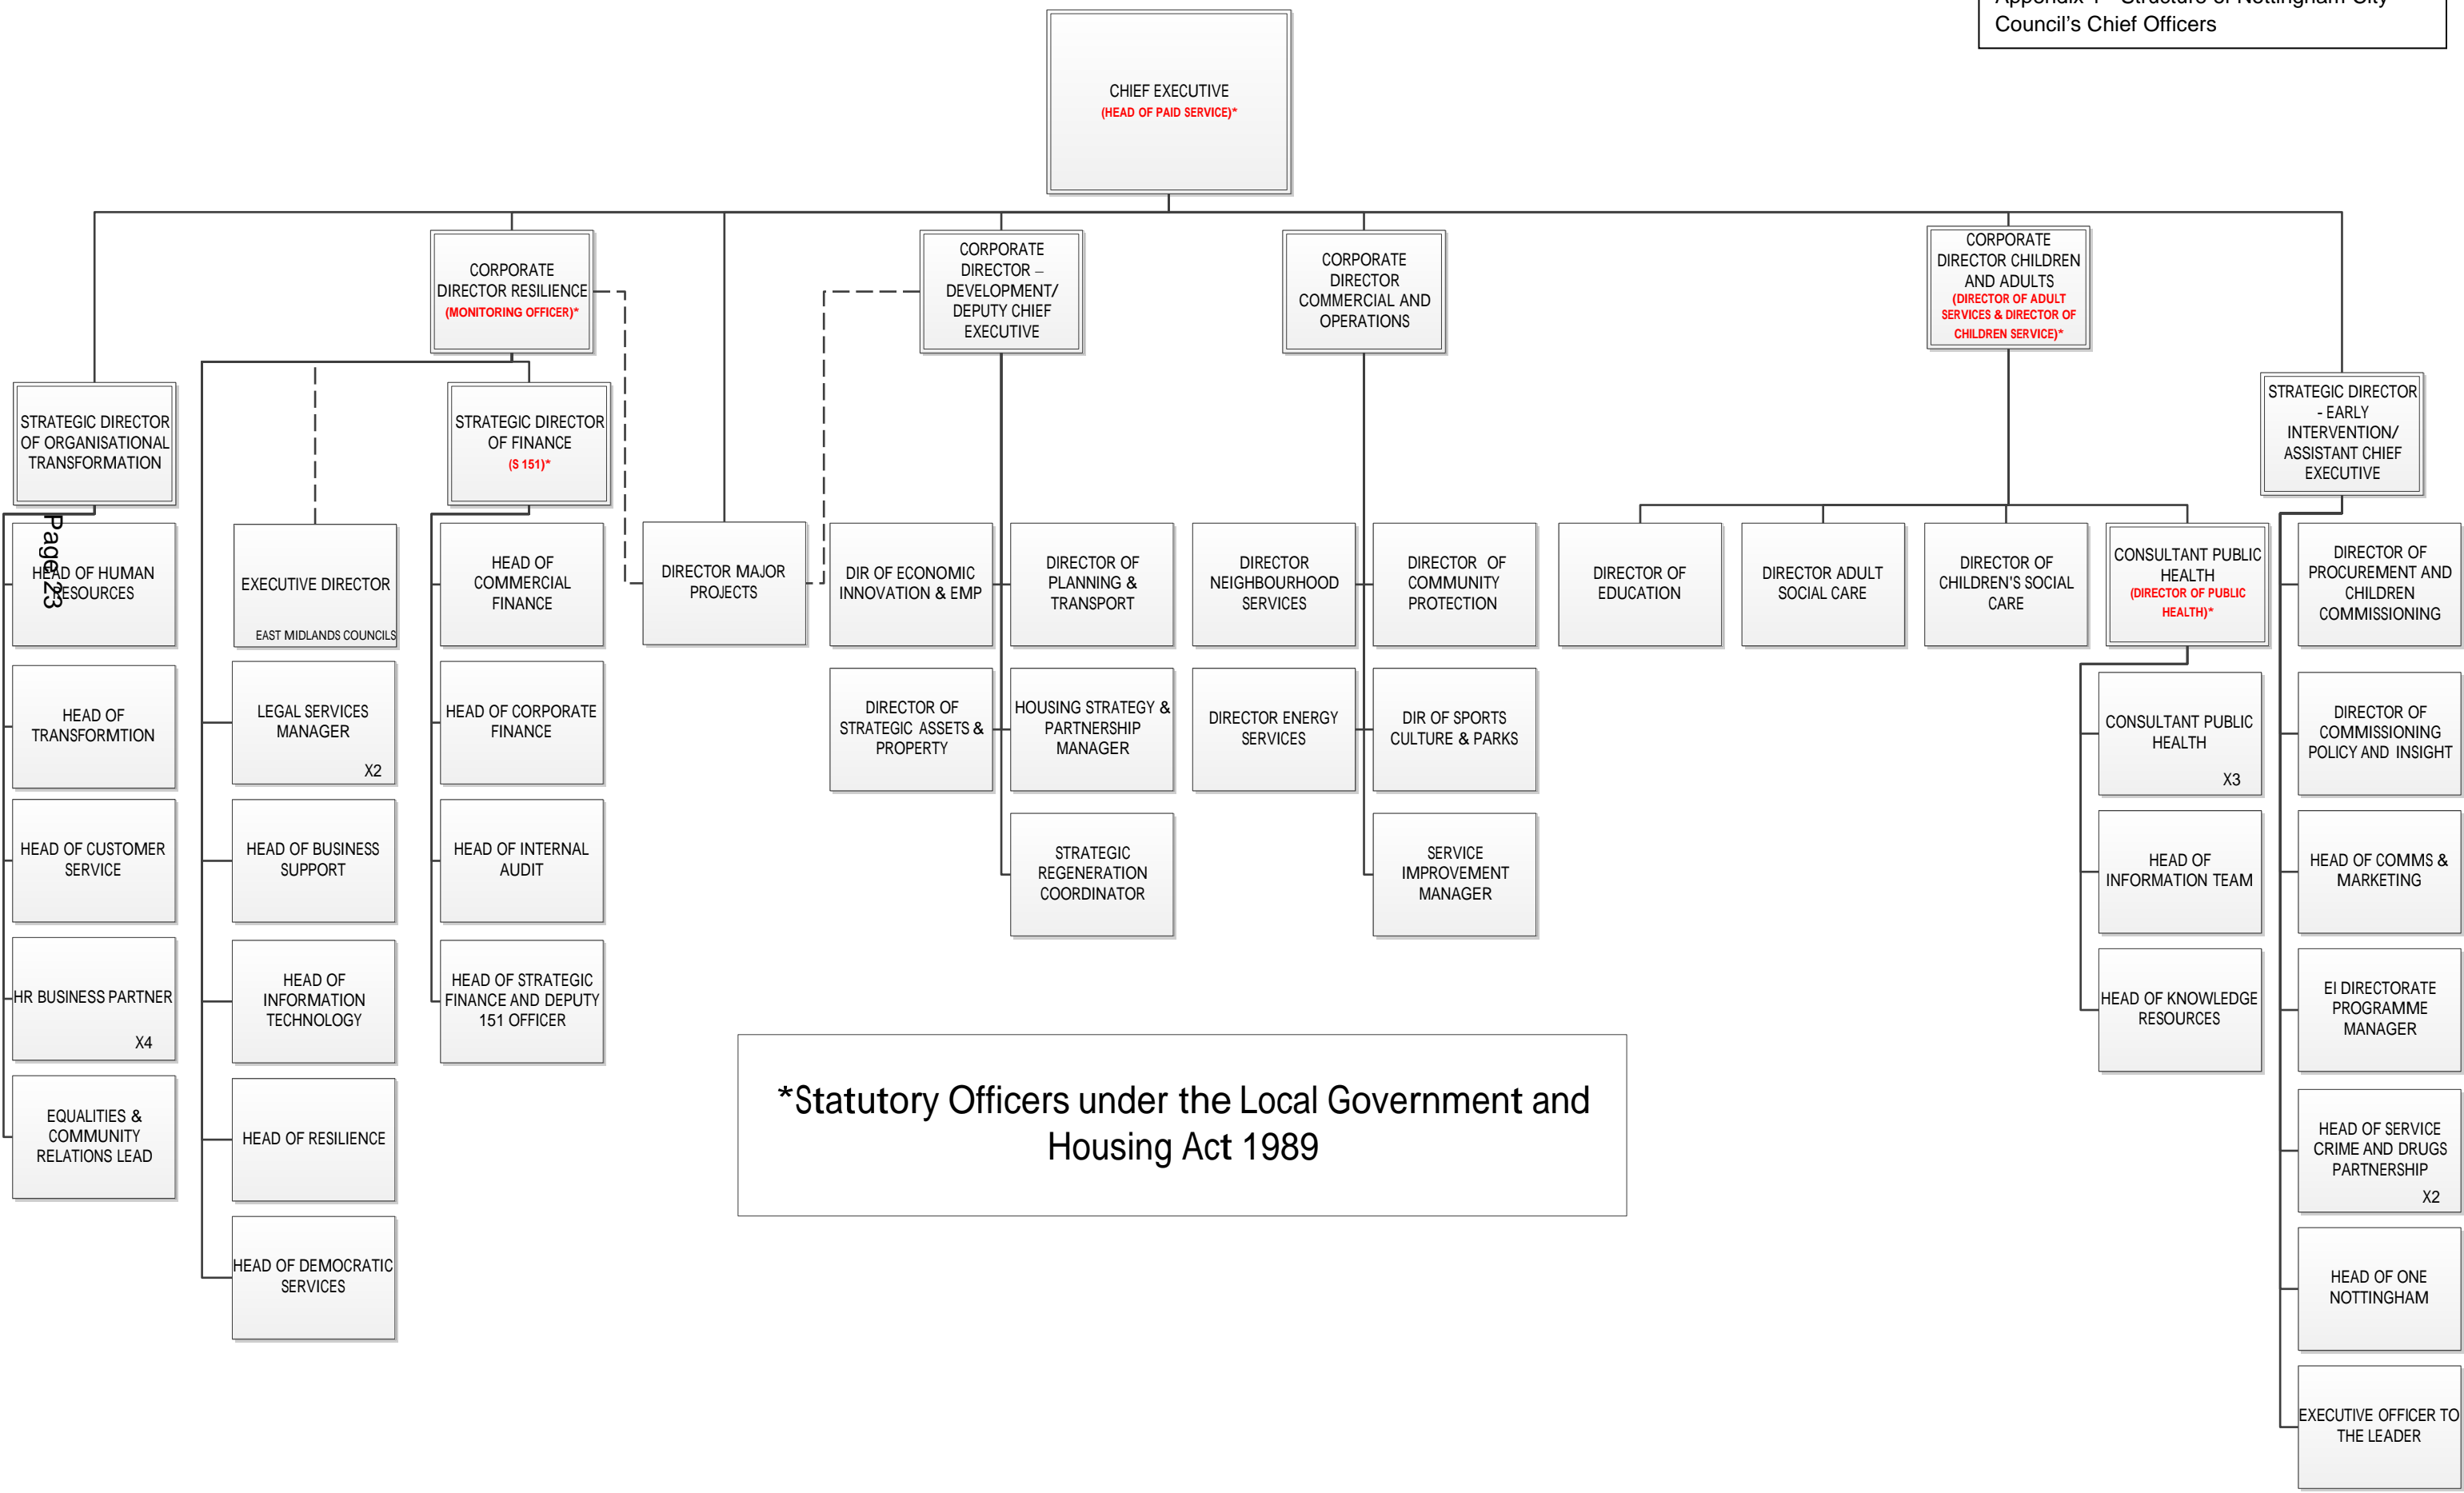 Appendix 1 - Structure of Nottingham City
Council's Chief Officers
CHIEF EXECUTIVE
(HEAD OF PAID SERVICE)*
CORPORATE
DIRECTOR RESILIENCE
(MONITORING OFFICER)*
CORPORATE
DIRECTOR –
DEVELOPMENT/
DEPUTY CHIEF
EXECUTIVE
CORPORATE
DIRECTOR
COMMERCIAL AND
OPERATIONS
CORPORATE
DIRECTOR CHILDREN
AND ADULTS
(DIRECTOR OF ADULT
SERVICES & DIRECTOR OF
CHILDREN SERVICE)*
STRATEGIC DIRECTOR
OF ORGANISATIONAL
TRANSFORMATION
STRATEGIC DIRECTOR
OF FINANCE
(S 151)*
STRATEGIC DIRECTOR
- EARLY
INTERVENTION/
ASSISTANT CHIEF
EXECUTIVE
Page 23
HEAD OF HUMAN
RESOURCES
EXECUTIVE DIRECTOR
EAST MIDLANDS COUNCILS
HEAD OF
COMMERCIAL
FINANCE
DIRECTOR MAJOR
PROJECTS
DIR OF ECONOMIC
INNOVATION & EMP
DIRECTOR OF
PLANNING &
TRANSPORT
DIRECTOR
NEIGHBOURHOOD
SERVICES
DIRECTOR OF
COMMUNITY
PROTECTION
DIRECTOR OF
EDUCATION
DIRECTOR ADULT
SOCIAL CARE
DIRECTOR OF
CHILDREN'S SOCIAL
CARE
CONSULTANT PUBLIC
HEALTH
(DIRECTOR OF PUBLIC
HEALTH)*
DIRECTOR OF
PROCUREMENT AND
CHILDREN
COMMISSIONING
HEAD OF
TRANSFORMTION
LEGAL SERVICES
MANAGER
X2
HEAD OF CORPORATE
FINANCE
DIRECTOR OF
STRATEGIC ASSETS &
PROPERTY
HOUSING STRATEGY &
PARTNERSHIP
MANAGER
DIRECTOR ENERGY
SERVICES
DIR OF SPORTS
CULTURE & PARKS
CONSULTANT PUBLIC
HEALTH
X3
DIRECTOR OF
COMMISSIONING
POLICY AND INSIGHT
HEAD OF CUSTOMER
SERVICE
HEAD OF BUSINESS
SUPPORT
HEAD OF INTERNAL
AUDIT
STRATEGIC
REGENERATION
COORDINATOR
SERVICE
IMPROVEMENT
MANAGER
HEAD OF
INFORMATION TEAM
HEAD OF COMMS &
MARKETING
HR BUSINESS PARTNER
X4
HEAD OF
INFORMATION
TECHNOLOGY
HEAD OF STRATEGIC
FINANCE AND DEPUTY
151 OFFICER
HEAD OF KNOWLEDGE
RESOURCES
EI DIRECTORATE
PROGRAMME
MANAGER
EQUALITIES &
COMMUNITY
RELATIONS LEAD
HEAD OF RESILIENCE
*Statutory Officers under the Local Government and
Housing Act 1989
HEAD OF SERVICE
CRIME AND DRUGS
PARTNERSHIP
X2
HEAD OF DEMOCRATIC
SERVICES
HEAD OF ONE
NOTTINGHAM
EXECUTIVE OFFICER TO
THE LEADER